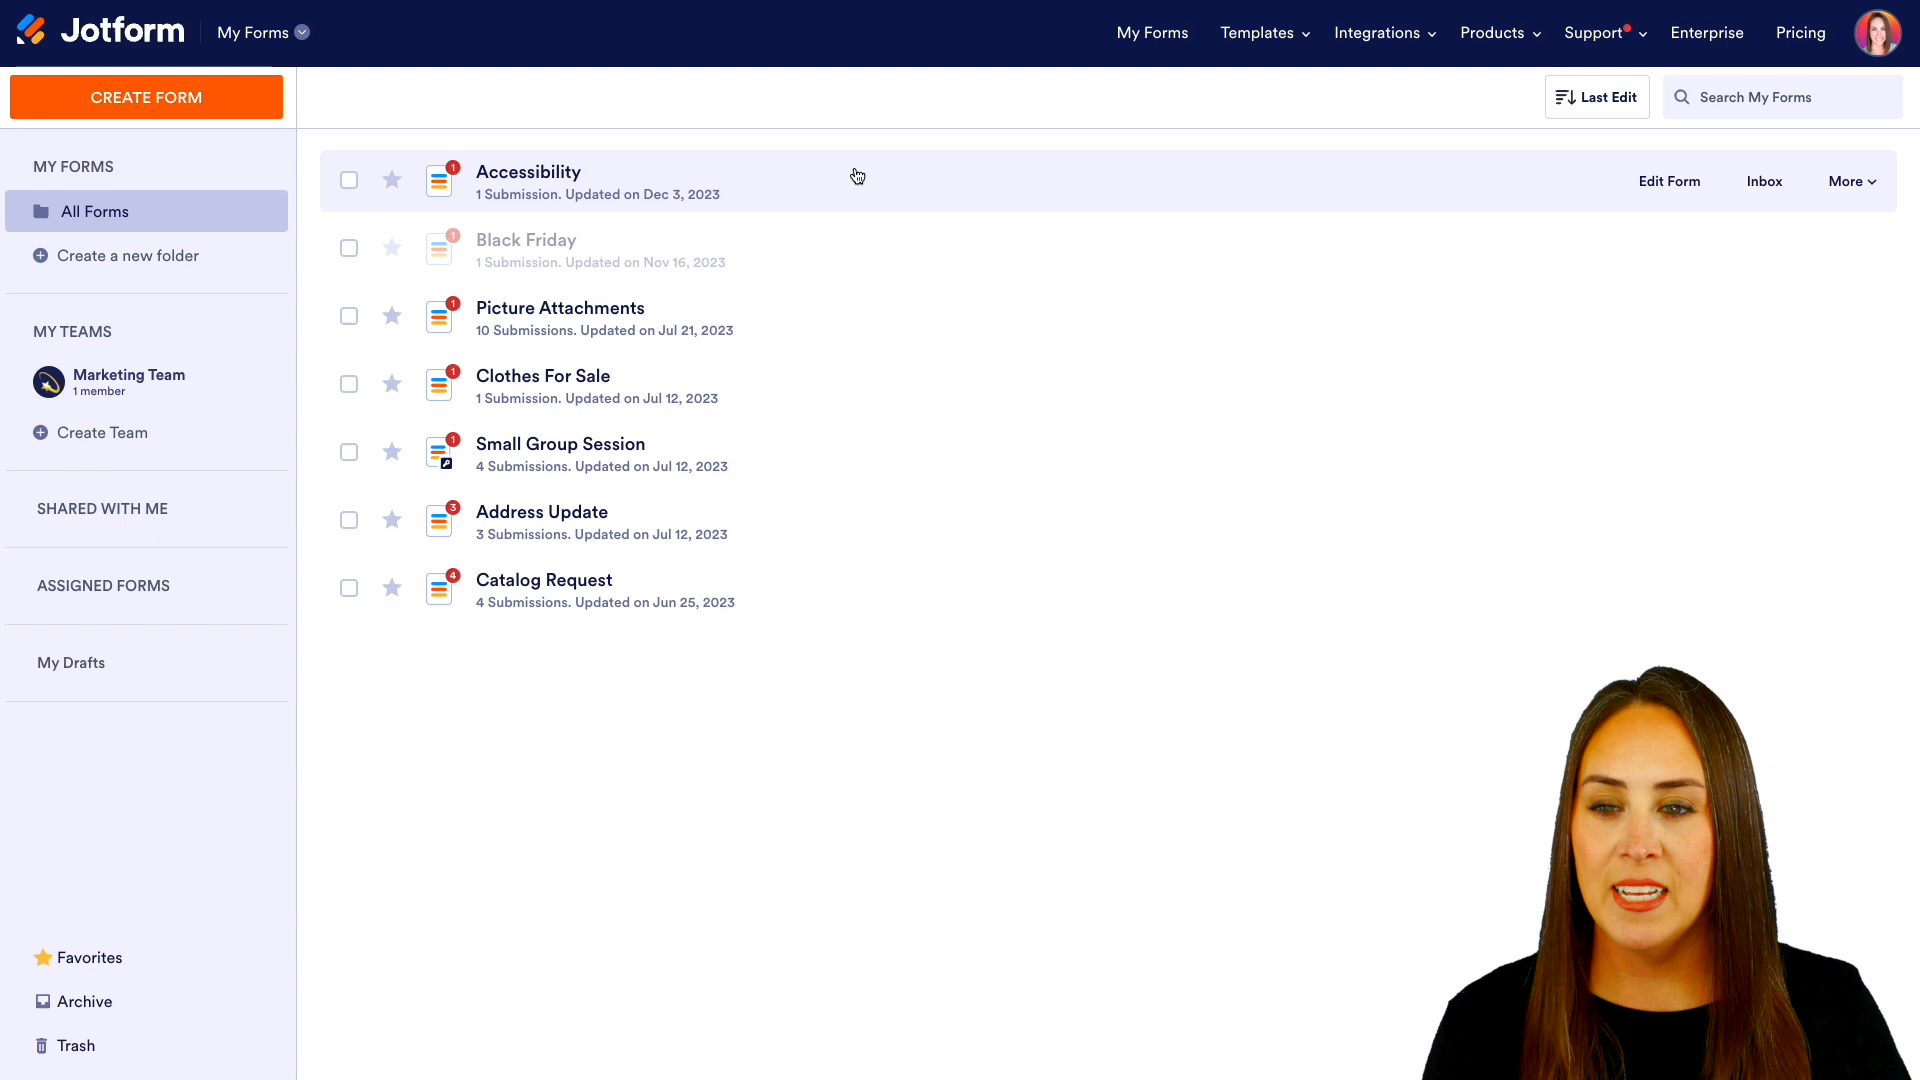 Jotform
My Forms
My Forms
Templates
Integrations
Products
Support
Enterprise
Pricing
CREATE FORM
Last Edit
Search My Forms
MY FORMS
All Forms
Create a new folder
MY TEAMS
Marketing Team
1 member
Create Team
SHARED WITH ME
ASSIGNED FORMS
My Drafts
Favorites
Archive
Trash
1
Accessibility
1 Submission. Updated on Dec 3, 2023
Edit Form
Inbox
More
1
Black Friday
1 Submission. Updated on Nov 16, 2023
1
Picture Attachments
10 Submissions. Updated on Jul 21, 2023
1
Clothes For Sale
1 Submission. Updated on Jul 12, 2023
1
Small Group Session
4 Submissions. Updated on Jul 12, 2023
3
Address Update
3 Submissions. Updated on Jul 12, 2023
4
Catalog Request
4 Submissions. Updated on Jun 25, 2023